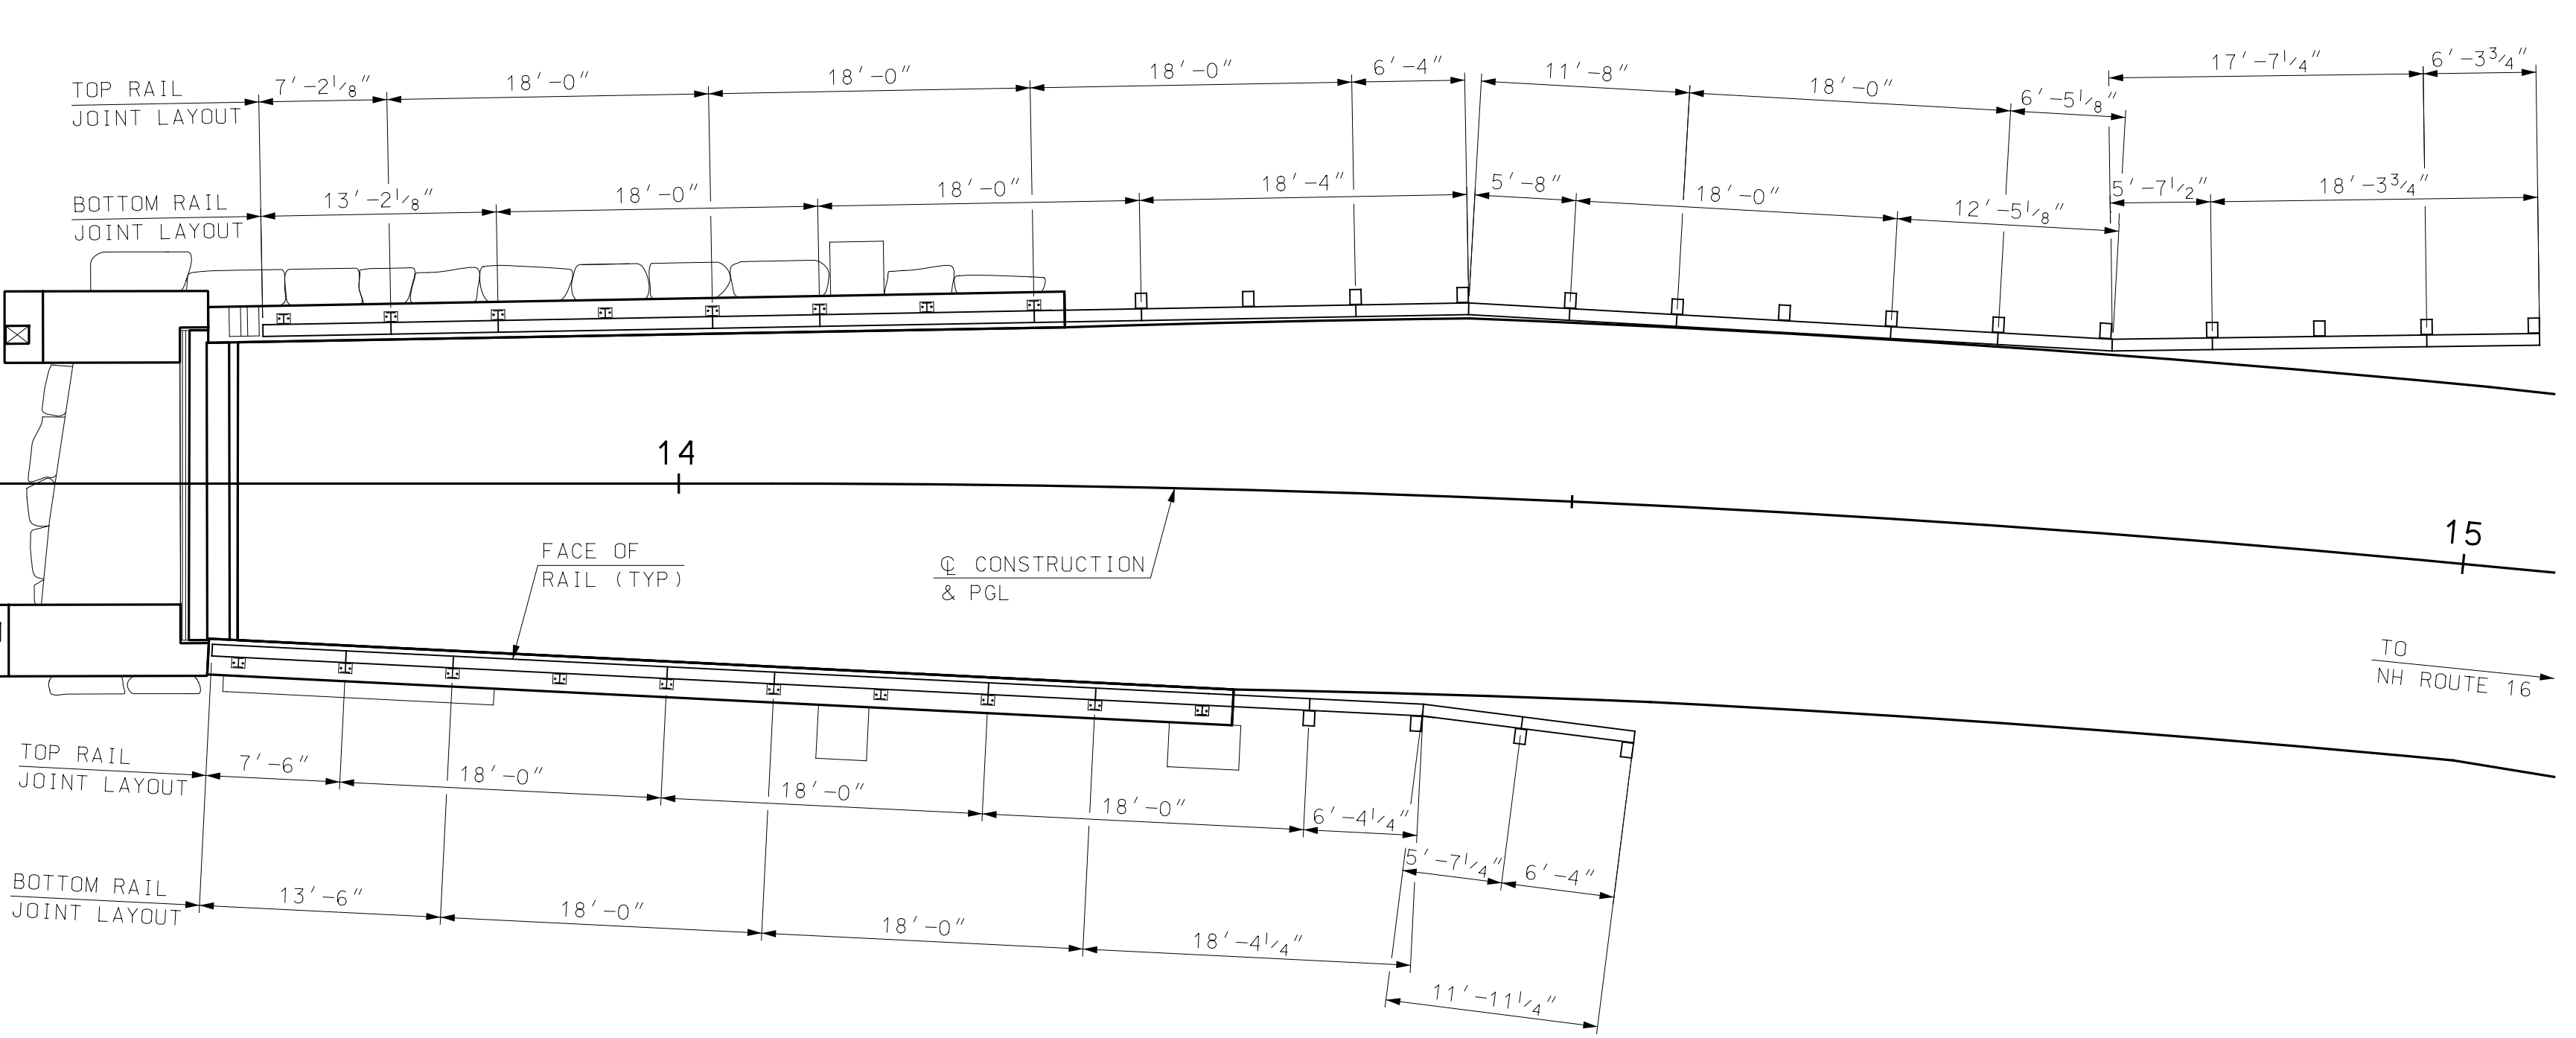 TOP RAIL
JOINT LAYOUT
7'-2 1/8"
18'-0"
18'-0"
18'-0"
6'-4"
11'-8"
18'-0"
6'-5 1/8"
17'-7 1/4"
6'-3 3/4"
BOTTOM RAIL
JOINT LAYOUT
13'-2 1/8"
18'-0"
18'-0"
18'-4"
5'-8"
18'-0"
12'-5 1/8"
5'-7 1/2"
18'-3 3/4"
14
15
FACE OF
RAIL (TYP)
℄ CONSTRUCTION
& PGL
TO
NH ROUTE 16
TOP RAIL
JOINT LAYOUT
7'-6"
18'-0"
18'-0"
18'-0"
6'-4 1/4"
5'-7 1/4"
6'-4"
BOTTOM RAIL
JOINT LAYOUT
13'-6"
18'-0"
18'-0"
18'-4 1/4"
11'-11 1/4"